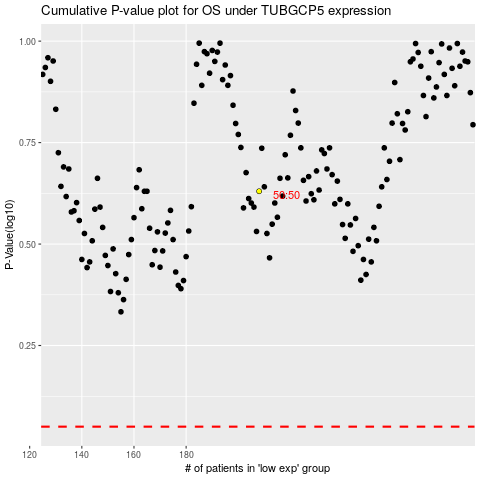 Cumulative P-value plot for OS under TUBGCP5 expression
P-Value(log10)
1.00
0.75
0.50
0.25
50:50
120 140 160 180
# of patients in 'low exp' group